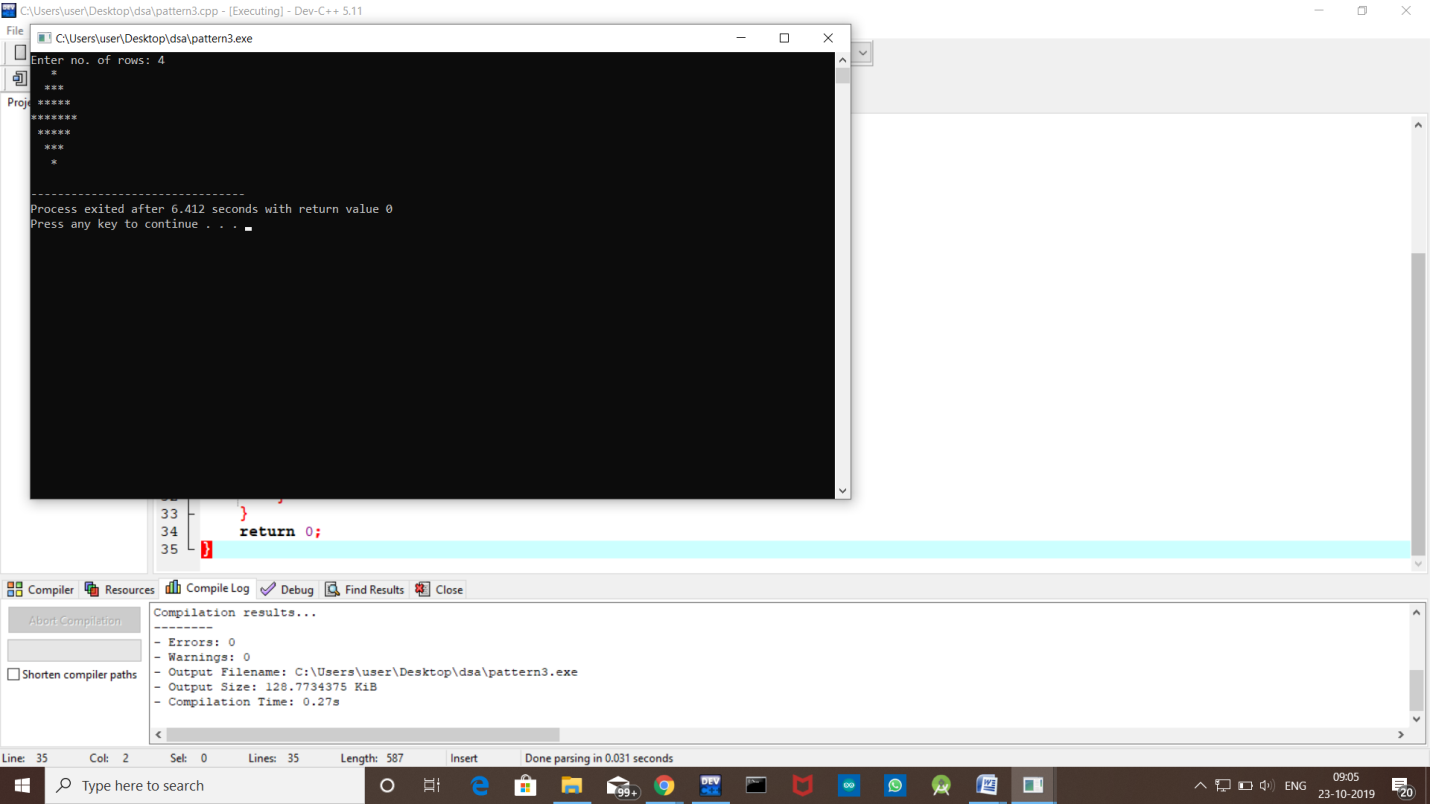 C:\Users\user\Desktop\dsa\pattern3.cpp - [Executing] - Dev-C++ 5.11
File
C:\Users\user\Desktop\dsa\pattern3.exe
Enter no. of rows: 4
   *
  ***
 *****
*******
 *****
  ***
   *
--------------------------------
Process exited after 6.412 seconds with return value 0
Press any key to continue . . .
33 }
34 return 0;
35 }
Compiler Resources Compile Log Debug Find Results Close
Abort Compilation
Shorten compiler paths
Compilation results...
--------
- Errors: 0
- Warnings: 0
- Output Filename: C:\Users\user\Desktop\dsa\pattern3.exe
- Output Size: 128.7734375 KiB
- Compilation Time: 0.27s
Line: 35 Col: 2 Sel: 0 Lines: 35 Length: 587 Insert Done parsing in 0.031 seconds
Type here to search
99+
DEV
ENG
09:05
23-10-2019
20